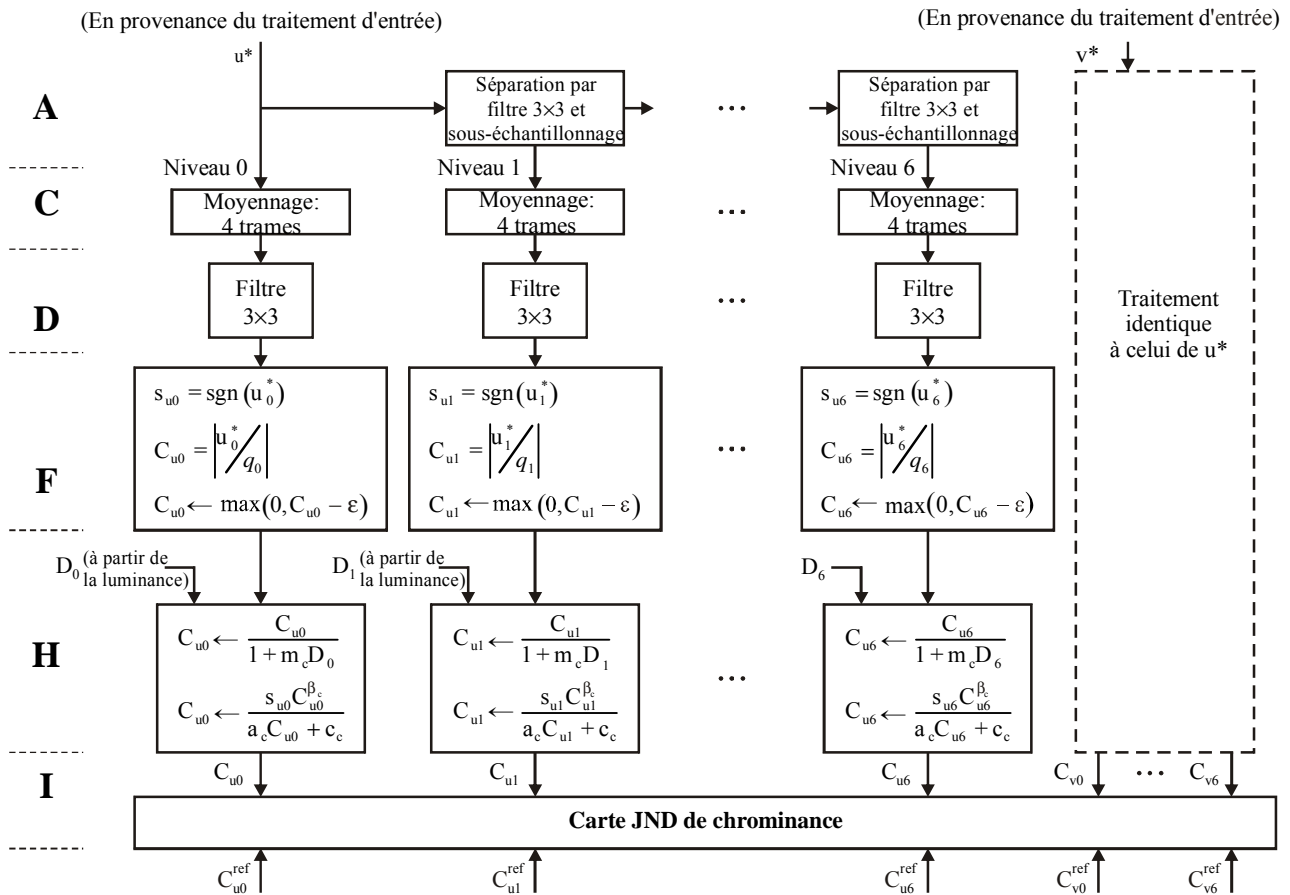 (En provenance du traitement d'entrée)
(En provenance du traitement d'entrée)
u*
v*
A
Séparation par
filtre 3×3 et
sous-échantillonnage
...
Séparation par
filtre 3×3 et
sous-échantillonnage
Niveau 0
Niveau 1
Niveau 6
C
Moyennage:
4 trames
Moyennage:
4 trames
...
Moyennage:
4 trames
D
Filtre
3×3
Filtre
3×3
...
Filtre
3×3
Traitement
identique
à celui de u*
F
s_u0 = sgn (u_0^*)
C_u0 = |u_0^*/q_0|
C_u0 ← max (0, C_u0 – ε)
s_u1 = sgn (u_1^*)
C_u1 = |u_1^*/q_1|
C_u1 ← max (0, C_u1 – ε)
...
s_u6 = sgn (u_6^*)
C_u6 = |u_6^*/q_6|
C_u6 ← max (0, C_u6 – ε)
D_0 (à partir de
la luminance)
D_1 (à partir de
la luminance)
D_6
H
C_u0 ← C_u0 / (1 + m_c D_0)
C_u0 ← s_u0 C_u0^β_c / (a_c C_u0 + c_c)
C_u1 ← C_u1 / (1 + m_c D_1)
C_u1 ← s_u1 C_u1^β_c / (a_c C_u1 + c_c)
...
C_u6 ← C_u6 / (1 + m_c D_6)
C_u6 ← s_u6 C_u6^β_c / (a_c C_u6 + c_c)
I
C_u0
C_u1
C_u6
C_v0
...
C_v6
Carte JND de chrominance
C_u0^ref
C_u1^ref
C_u6^ref
C_v0^ref
C_v6^ref